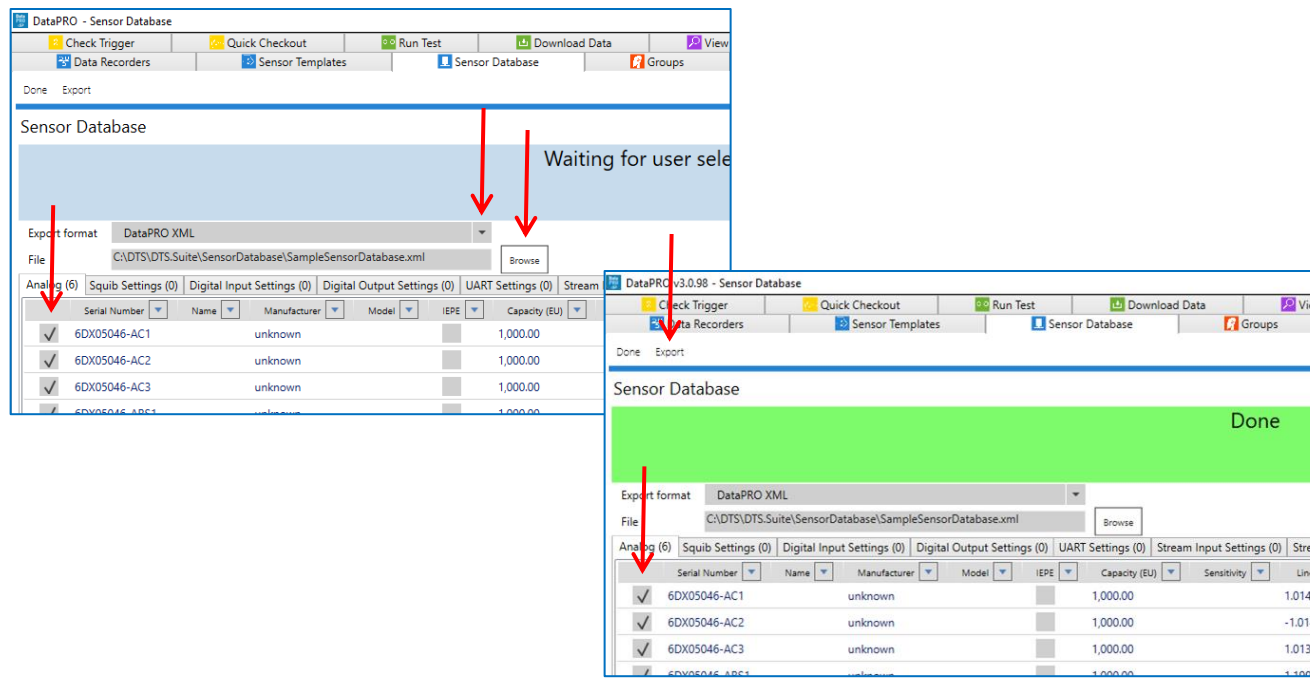 DataPRO - Sensor Database
Check Trigger Quick Checkout Run Test Download Data View
Data Recorders Sensor Templates Sensor Database Groups
Done Export
Sensor Database
Waiting for user sele
Export format DataPRO XML
File C:\DTS\DTS.Suite\SensorDatabase\SampleSensorDatabase.xml Browse
Analog (6) Squib Settings (0) Digital Input Settings (0) Digital Output Settings (0) UART Settings (0) Stream
Serial Number Name Manufacturer Model IEPE Capacity (EU)
6DX05046-AC1 unknown 1,000.00
6DX05046-AC2 unknown 1,000.00
6DX05046-AC3 unknown 1,000.00
DataPRO v3.0.98 - Sensor Database
Check Trigger Quick Checkout Run Test Download Data
Data Recorders Sensor Templates Sensor Database Groups
Done Export
Sensor Database
Done
Export format DataPRO XML
File C:\DTS\DTS.Suite\SensorDatabase\SampleSensorDatabase.xml Browse
Analog (6) Squib Settings (0) Digital Input Settings (0) Digital Output Settings (0) UART Settings (0) Stream Input Settings (0) Stre
Serial Number Name Manufacturer Model IEPE Capacity (EU) Sensitivity
6DX05046-AC1 unknown 1,000.00 1.014
6DX05046-AC2 unknown 1,000.00 -1.01
6DX05046-AC3 unknown 1,000.00 1.013